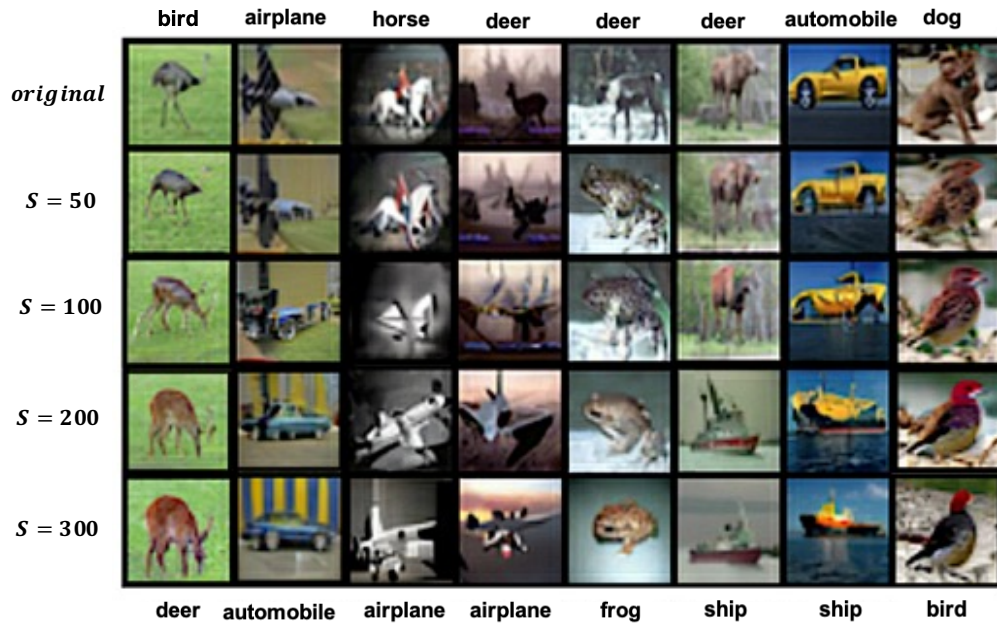 bird airplane horse deer deer deer automobile dog
original
S = 50
S = 100
S = 200
S = 300
deer automobile airplane airplane frog ship ship bird